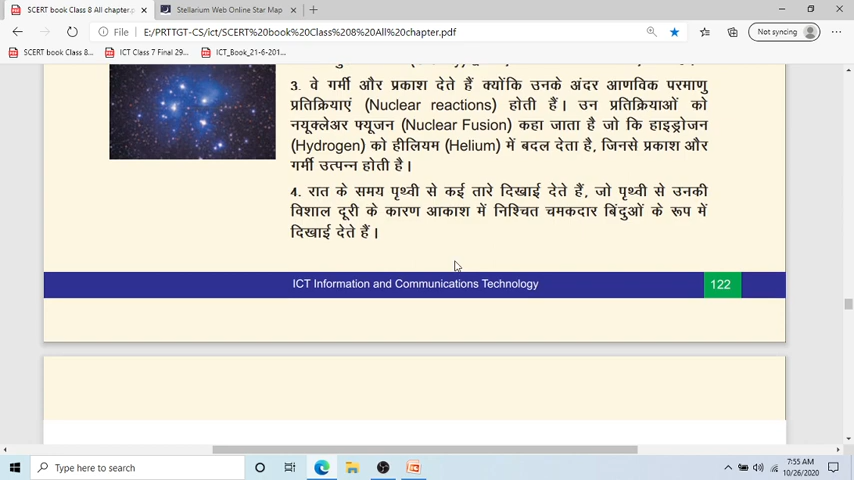 SCERT book Class 8 All chapter.p
Stellarium Web Online Star Map
File
E:/PRTTGT-CS/ict/SCERT%20book%20Class%208%20All%20chapter.pdf
Not syncing
SCERT book Class 8...
ICT Class 7 Final 29...
ICT_Book_21-6-201...
3. वे गर्मी और प्रकाश देते हैं क्योंकि उनके अंदर आणविक परमाणु
प्रतिक्रियाएं (Nuclear reactions) होती हैं। उन प्रतिक्रियाओं को
नयूक्लेअर फ्यूजन (Nuclear Fusion) कहा जाता है जो कि हाइड्रोजन
(Hydrogen) को हीलियम (Helium) में बदल देता है, जिनसे प्रकाश और
गर्मी उत्पन्न होती है।
4. रात के समय पृथ्वी से कई तारे दिखाई देते हैं, जो पृथ्वी से उनकी
विशाल दूरी के कारण आकाश में निश्चित चमकदार बिंदुओं के रूप में
दिखाई देते हैं।
ICT Information and Communications Technology
122
Type here to search
7:55 AM
10/26/2020